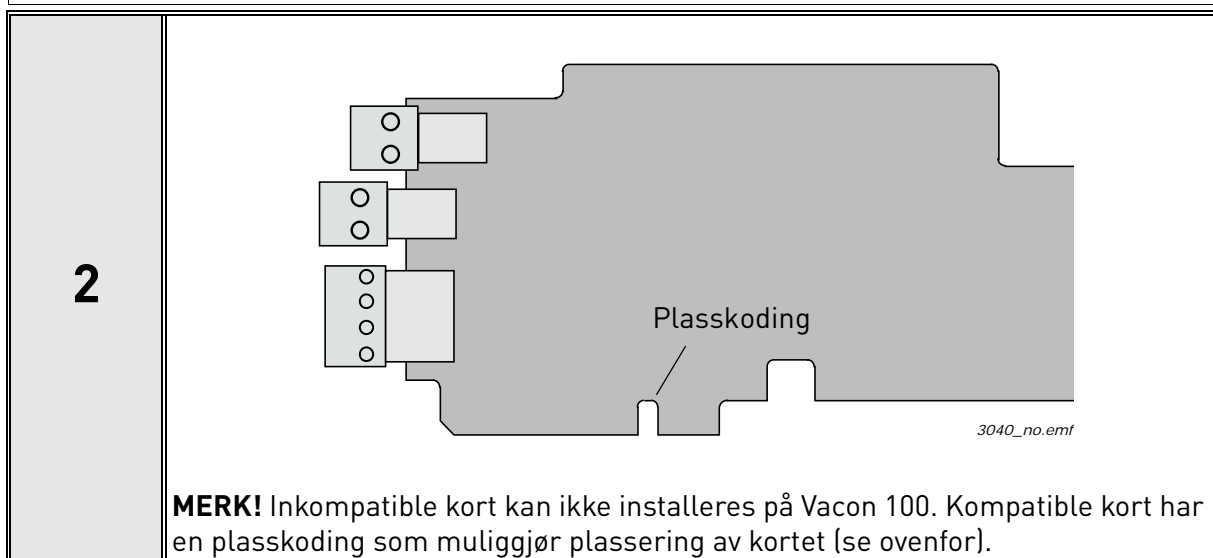 2
Plasskoding
3040_no.emf
MERK! Inkompatible kort kan ikke installeres på Vacon 100. Kompatible kort har
en plasskoding som muliggjør plassering av kortet (se ovenfor).